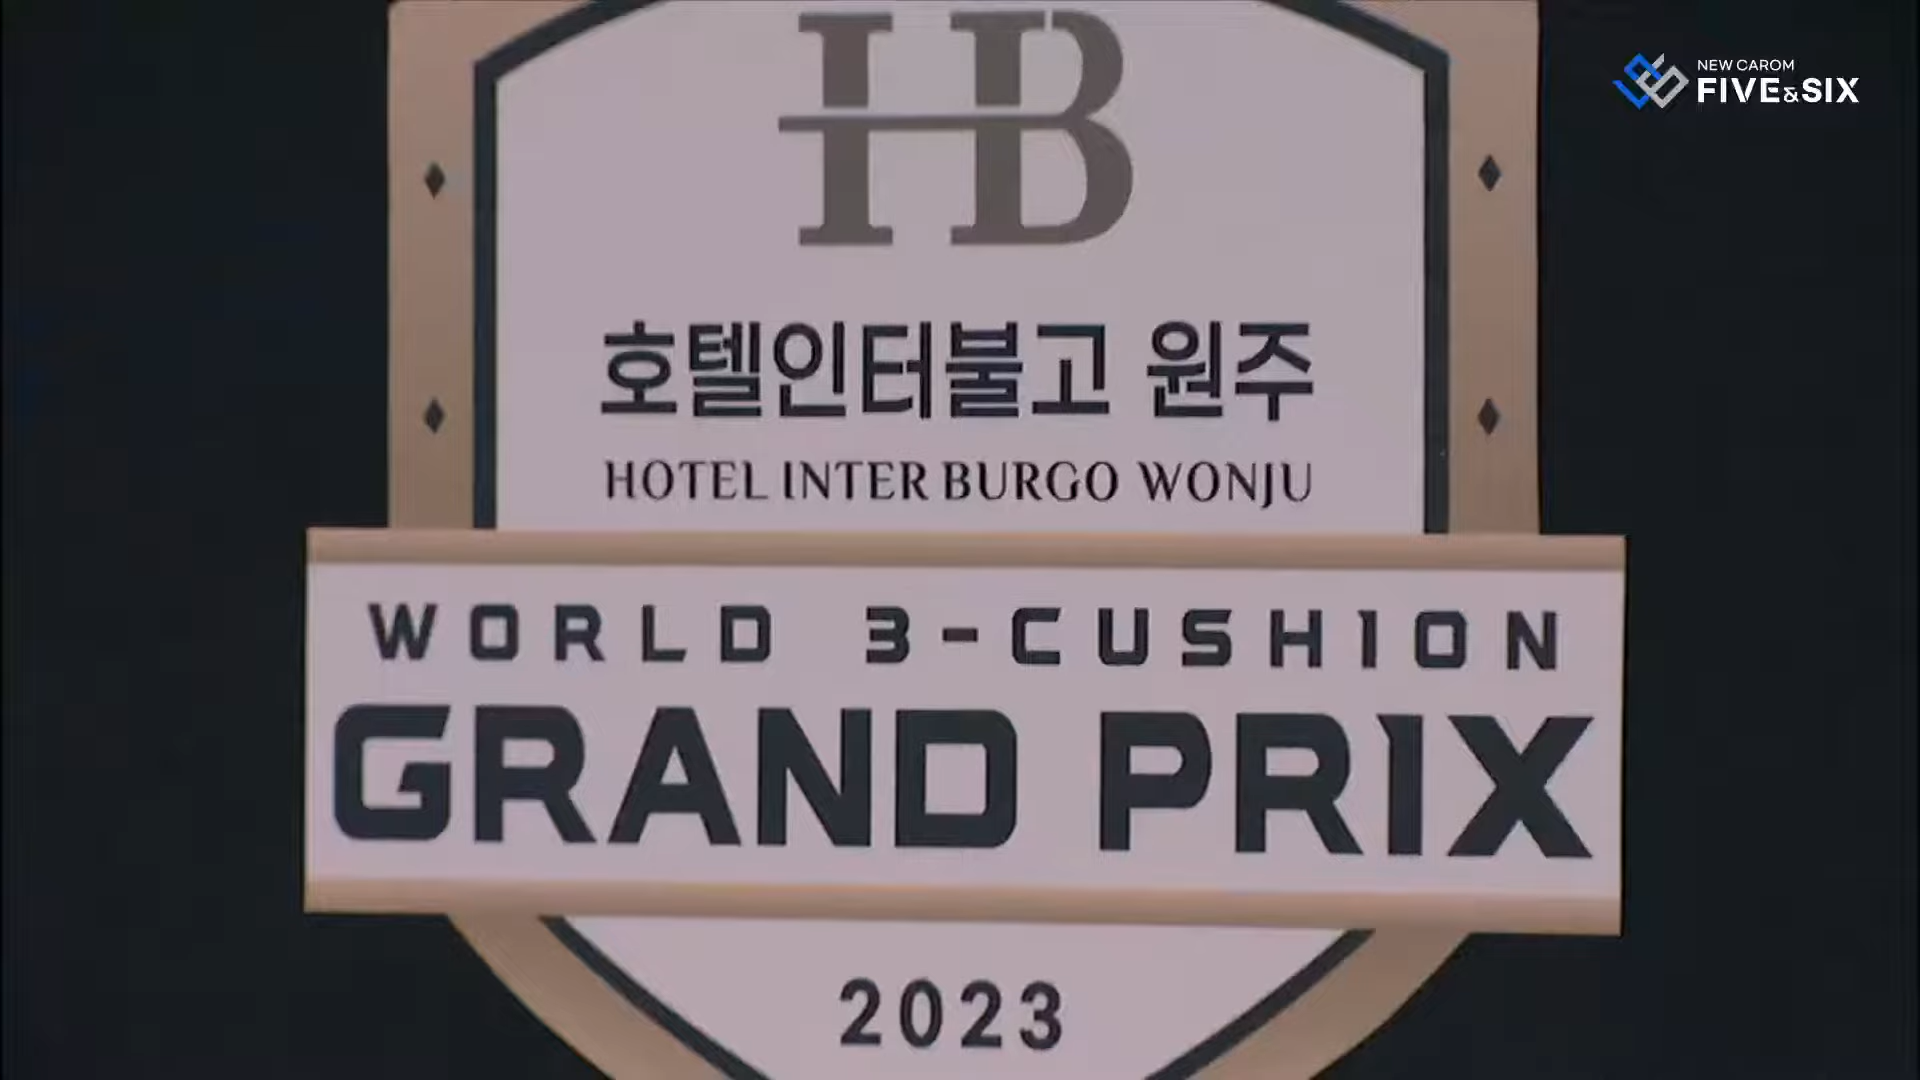 HB
NEW CAROM
FIVE&SIX
호텔인터불고 원주
HOTEL INTER BURGO WONJU
WORLD 3-CUSHION
GRAND PRIX
2023